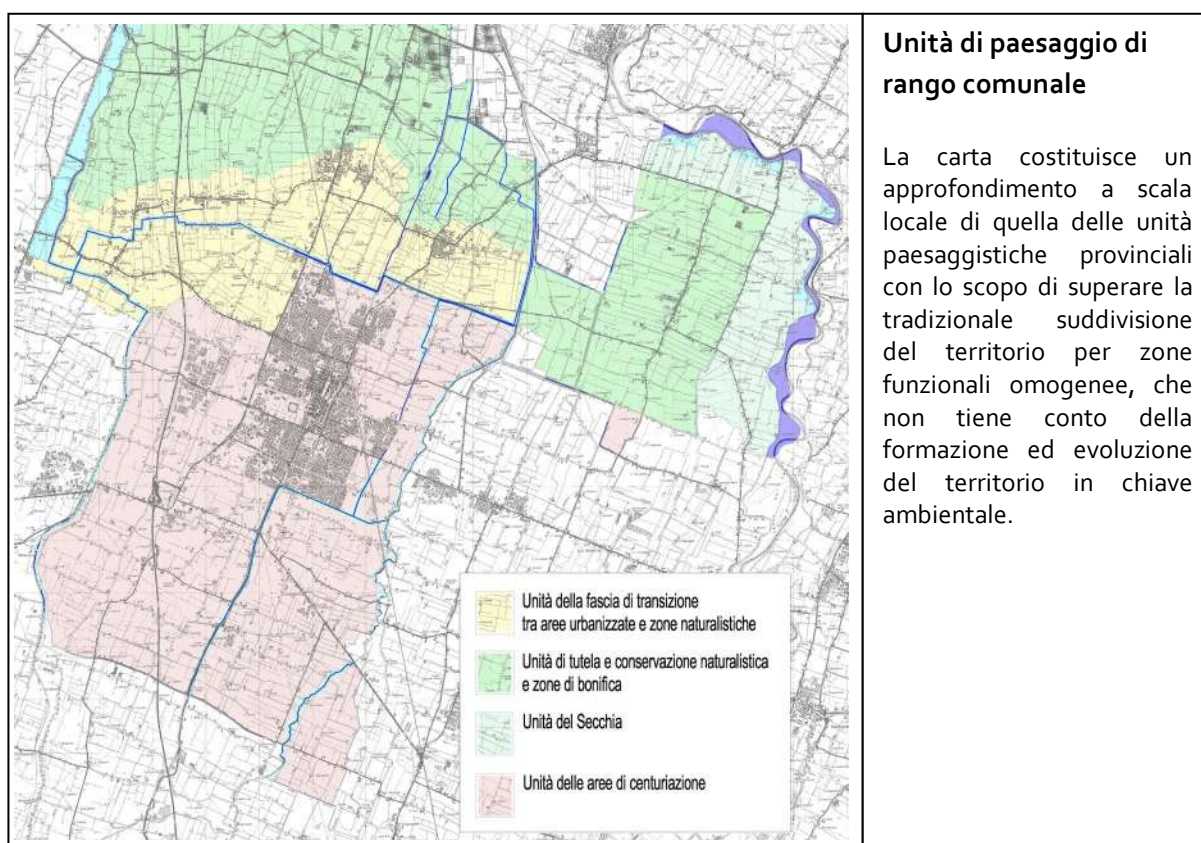 Unità di paesaggio di
rango comunale
La carta costituisce un
approfondimento a scala
locale di quella delle unità
paesaggistiche provinciali
con lo scopo di superare la
tradizionale suddivisione
del territorio per zone
funzionali omogenee, che
non tiene conto della
formazione ed evoluzione
del territorio in chiave
ambientale.
Unità della fascia di transizione
tra aree urbanizzate e zone naturalistiche
Unità di tutela e conservazione naturalistica
e zone di bonifica
Unità del Secchia
Unità delle aree di centuriazione